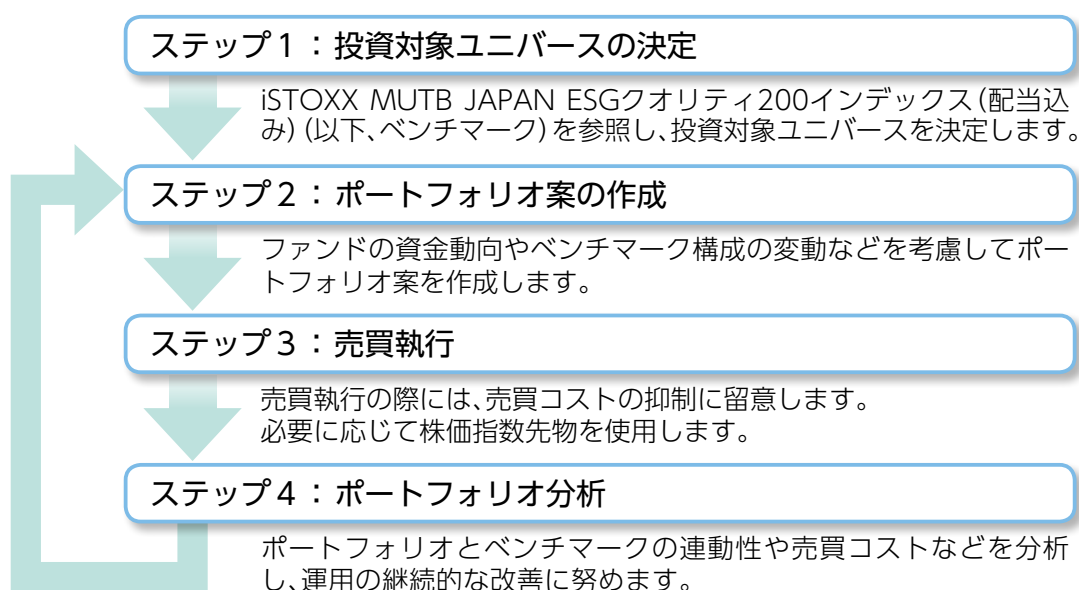 ステップ1：投資対象ユニバースの決定
iSTOXX MUTB JAPAN ESGクオリティ200インデックス（配当込
み）（以下、ベンチマーク）を参照し、投資対象ユニバースを決定します。
ステップ2：ポートフォリオ案の作成
ファンドの資金動向やベンチマーク構成の変動などを考慮してポー
トフォリオ案を作成します。
ステップ3：売買執行
売買執行の際には、売買コストの抑制に留意します。
必要に応じて株価指数先物を使用します。
ステップ4：ポートフォリオ分析
ポートフォリオとベンチマークの連動性や売買コストなどを分析
し、運用の継続的な改善に努めます。